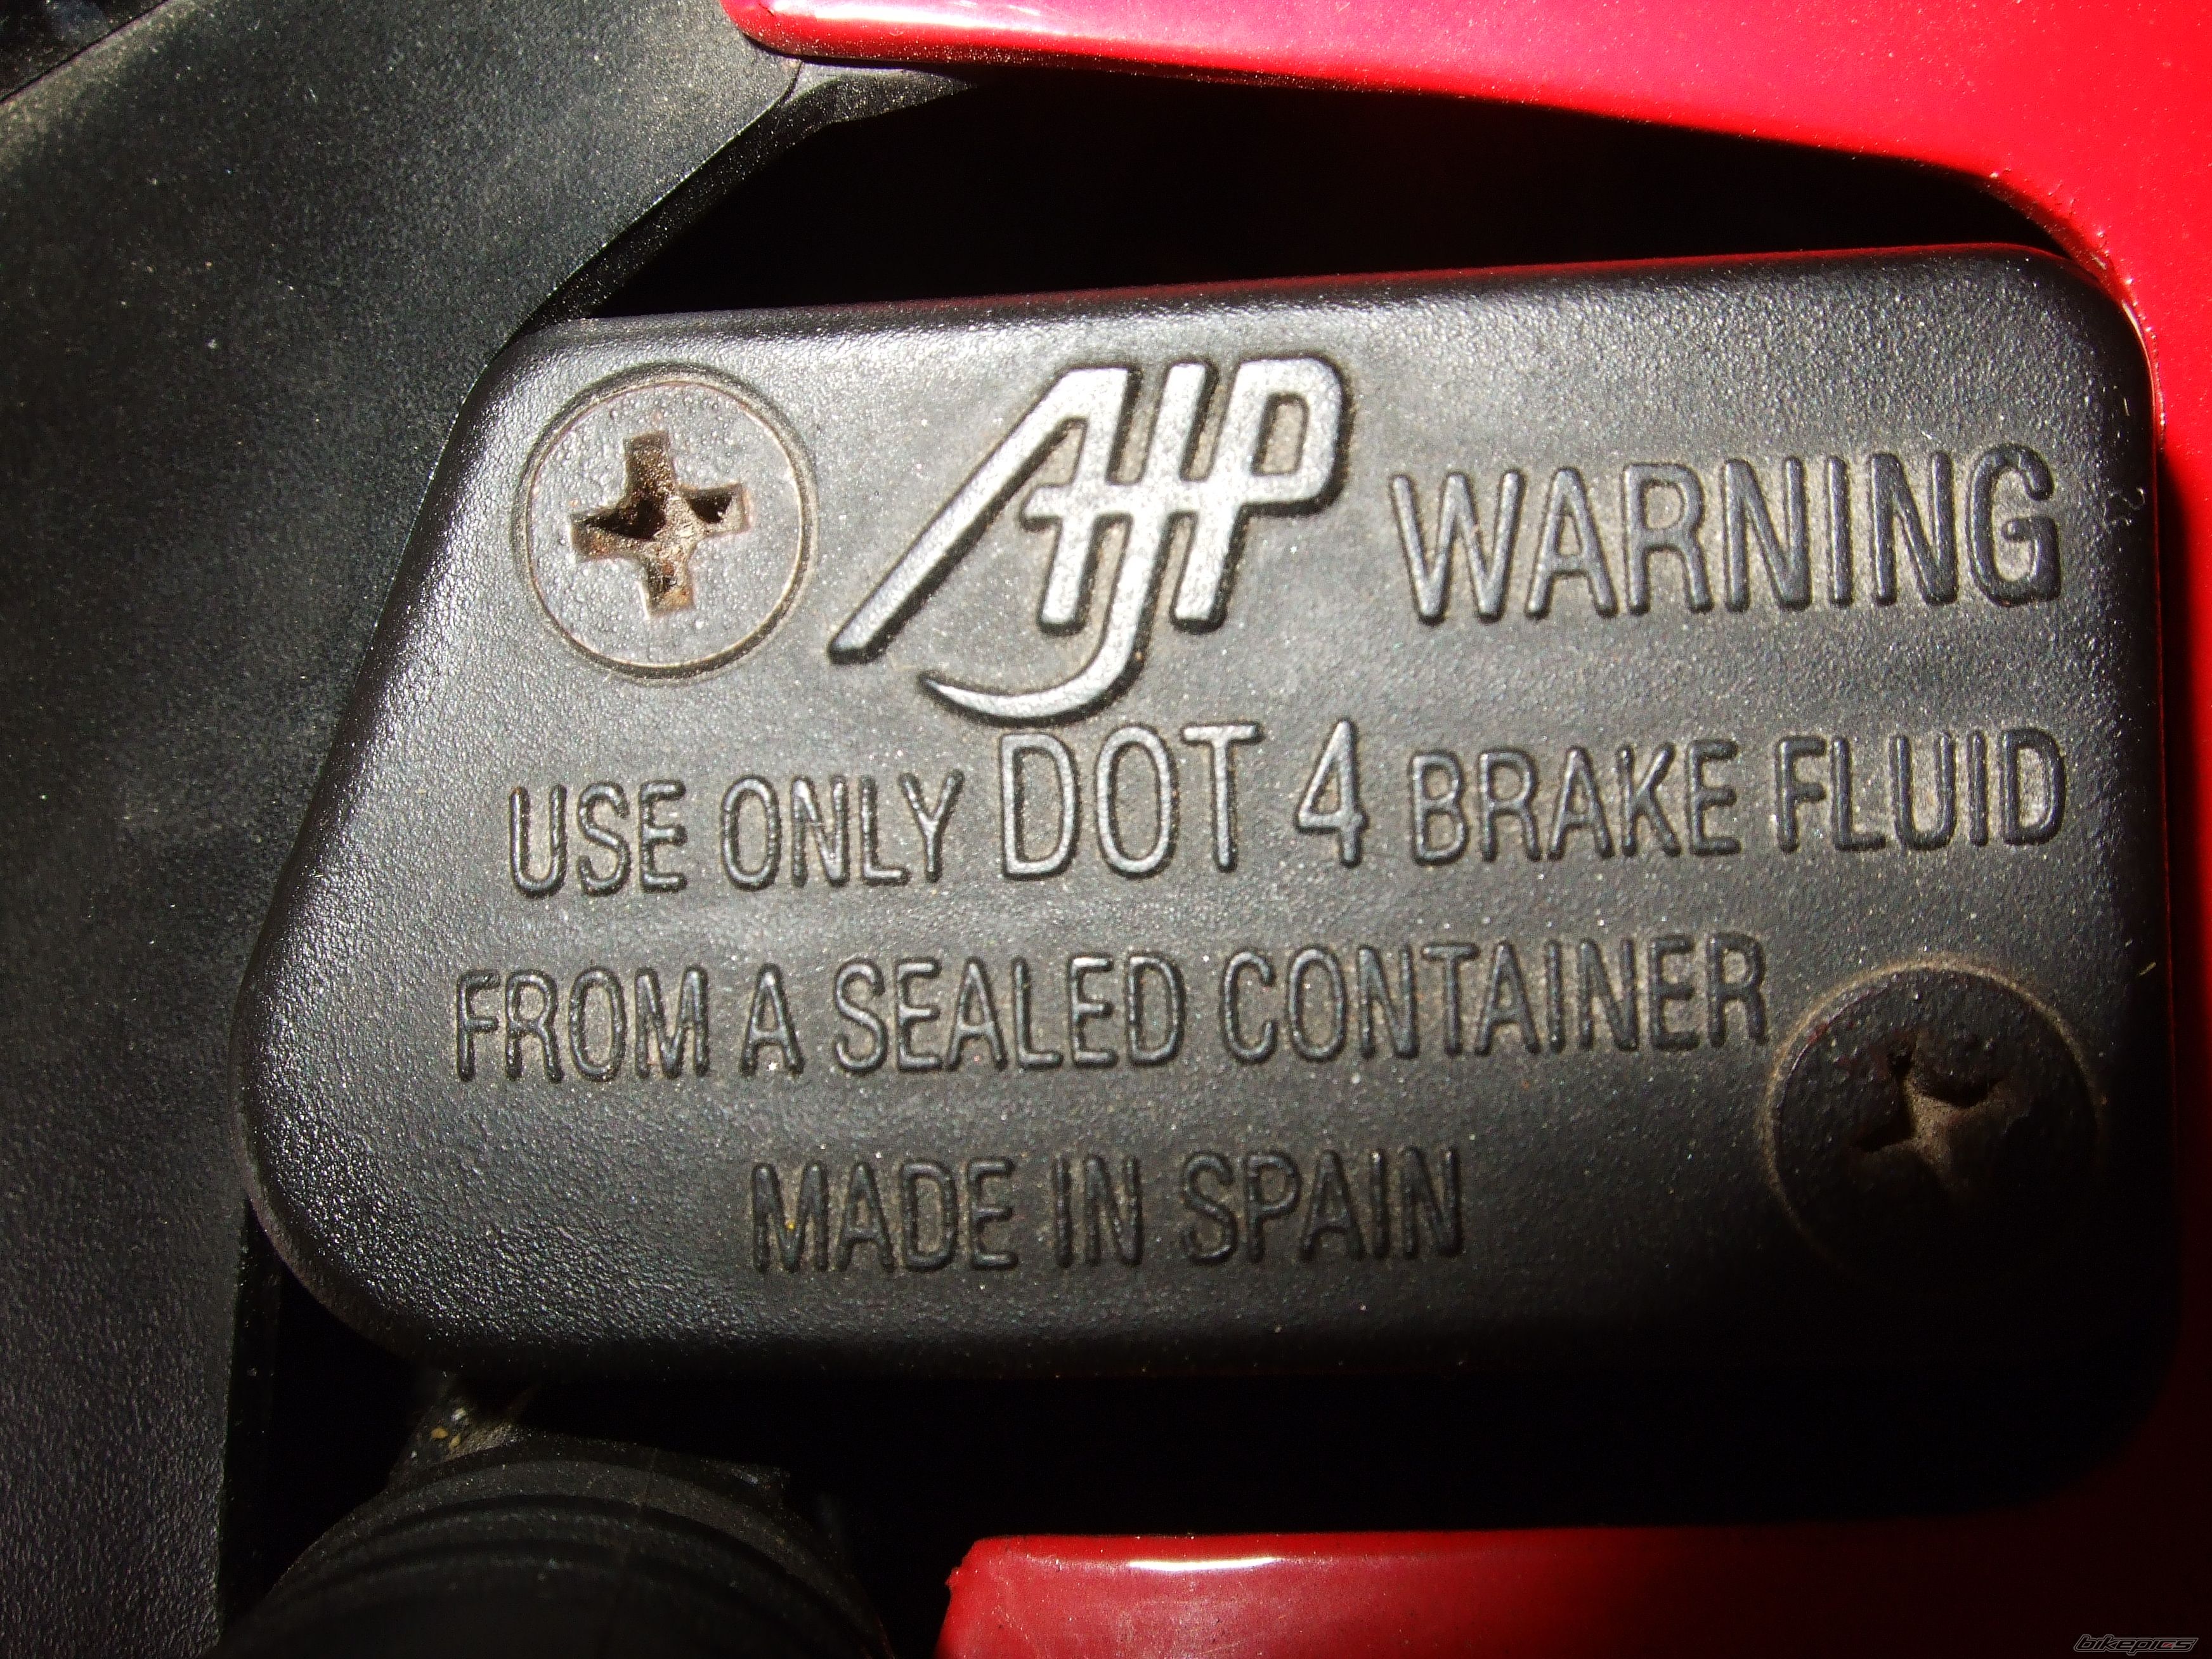 AJP WARNING
USE ONLY DOT 4 BRAKE FLUID
FROM A SEALED CONTAINER
MADE IN SPAIN
bikepics